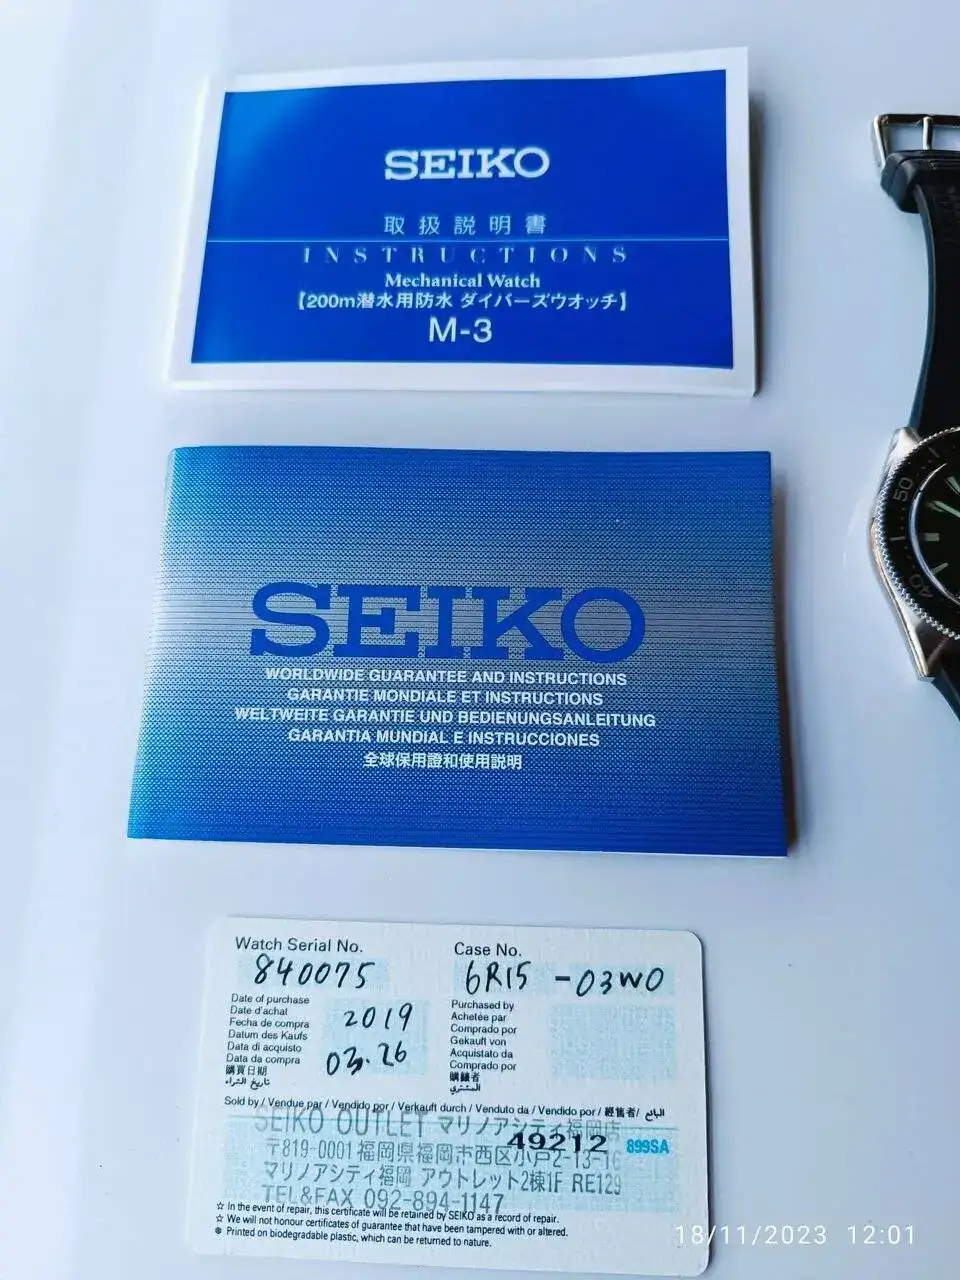 SEIKO
取扱説明書
INSTRUCTIONS
Mechanical Watch
【200m潜水用防水 ダイバーズウオッチ】
M-3
SEIKO
WORLDWIDE GUARANTEE AND INSTRUCTIONS
GARANTIE MONDIALE ET INSTRUCTIONS
WELTWEITE GARANTIE UND BEDIENUNGSANLEITUNG
GARANTIA MUNDIAL E INSTRUCCIONES
全球保用證和使用説明
50
40
Watch Serial No.
840075
Case No.
6R15 -03W0
Date of purchase
Date d'achat
Fecha de compra
Datum des Kaufs
Data di acquisto
Data da compra
購買日期
تاريخ الشراء
2019
03.26
Purchased by
Achetée par
Comprado por
Gekauft von
Acquistato da
Comprado por
購錶者
المشتري
Sold by / Vendue par / Vendido por / Verkauft durch / Venduto da / Vendido por / 經售者/ البائع
SEIKO OUTLET マリノアシティ福岡店
49212
899SA
〒819-0001 福岡県福岡市西区小戸2-13-16
マリノアシティ福岡 アウトレット2棟1F RE129
TEL&FAX 092-894-1147
☆ In the event of repair, this certificate will be retained by SEIKO as a record of repair.
☆ We will not honour certificates of guarantee that have been tampered with or altered.
Printed on biodegradable plastic, which can be returned to nature.
18/11/2023 12:01